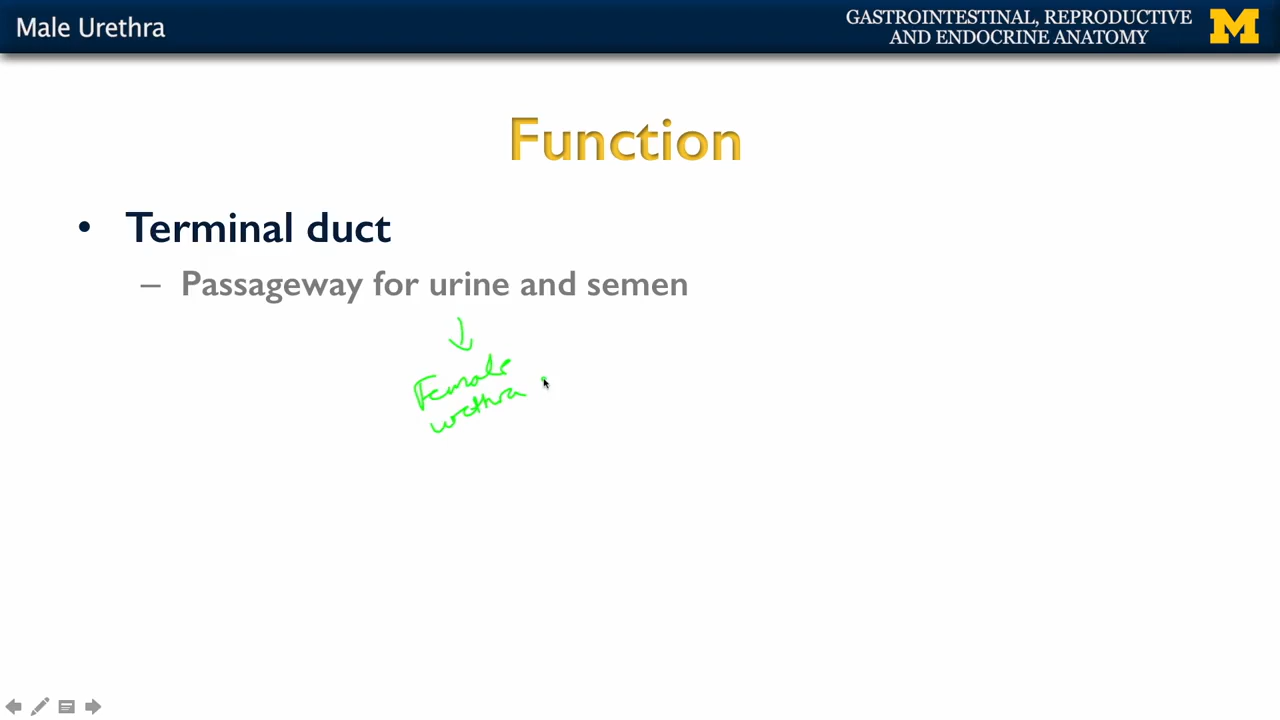 Male Urethra
GASTROINTESTINAL, REPRODUCTIVE
AND ENDOCRINE ANATOMY
M
Function
• Terminal duct
– Passageway for urine and semen
Female
urethra